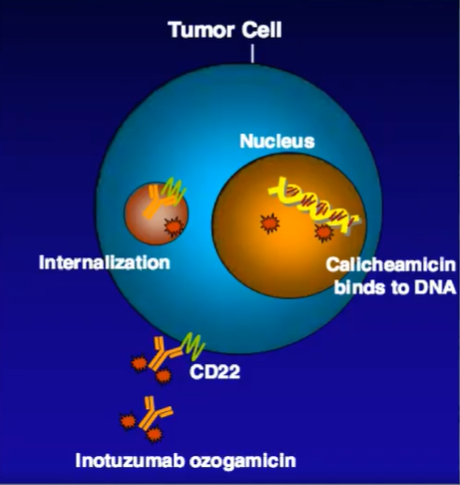 Tumor Cell
Nucleus
Internalization
Calicheamicin
binds to DNA
CD22
Inotuzumab ozogamicin